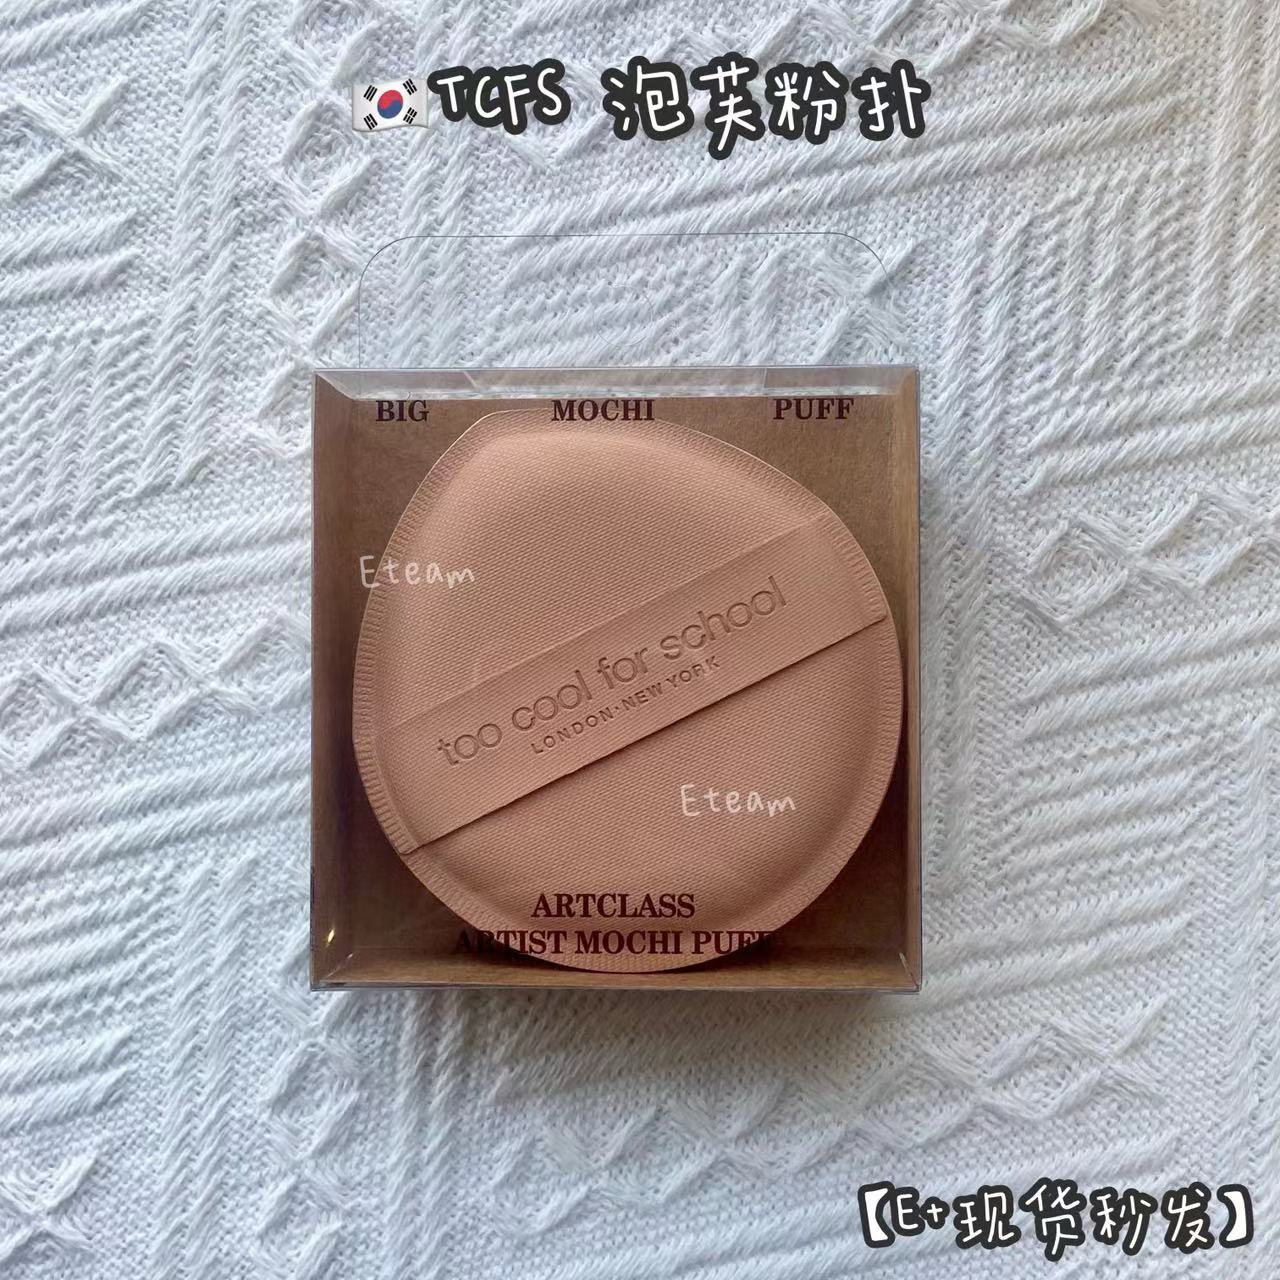 🇰🇷TCFS 泡芙粉扑
BIG MOCHI PUFF
Eteam
too cool for school
LONDON·NEW YORK
Eteam
ARTCLASS
ARTIST MOCHI PUFF
【E+现货秒发】